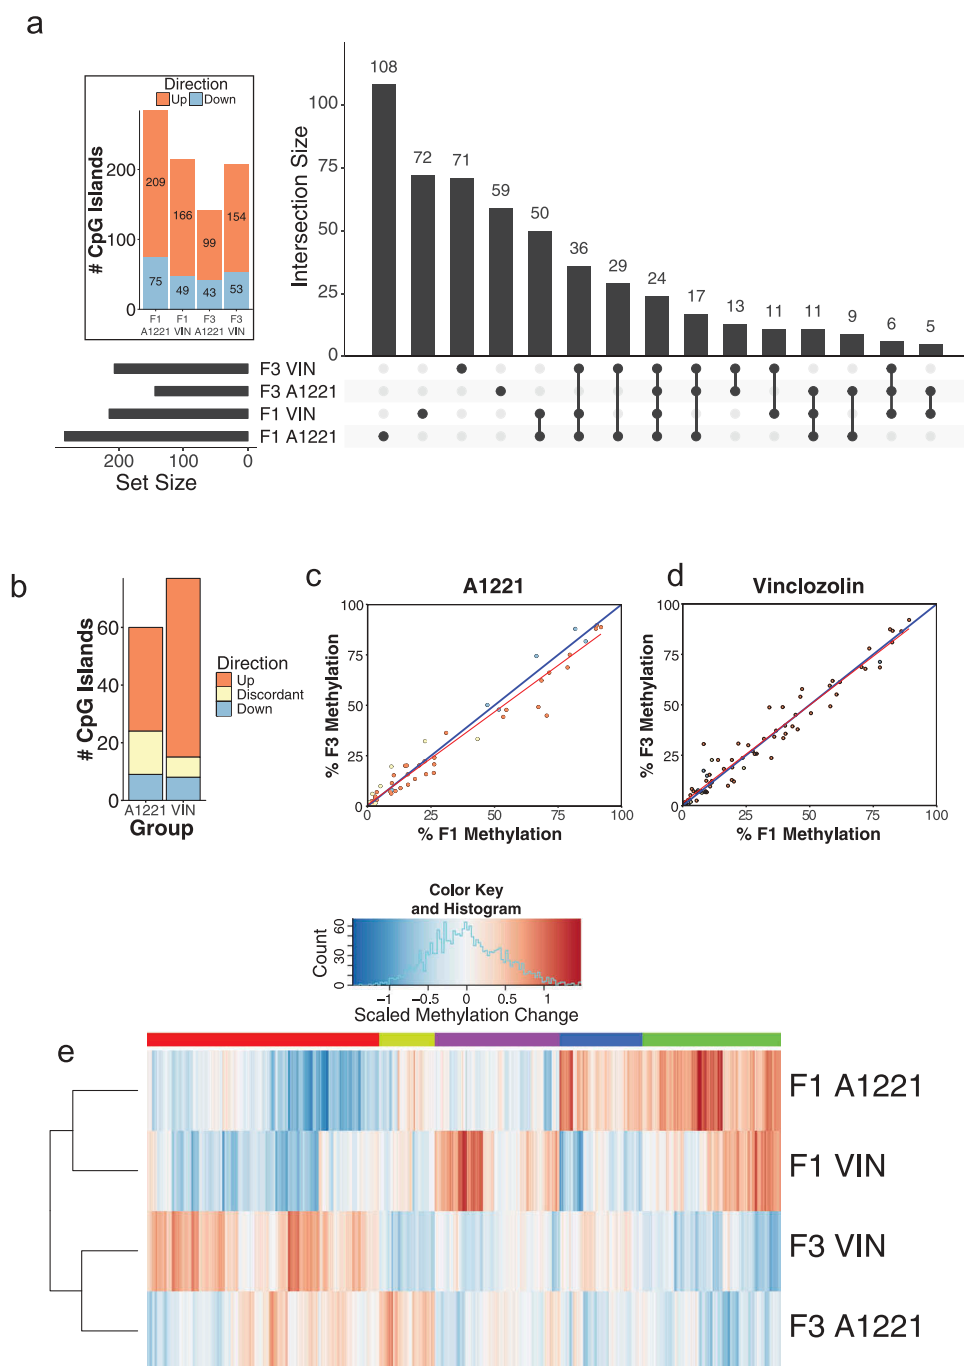 a
Direction
Up Down
# CpG Islands
200
100
0
209
166
99
154
75
49
43
53
F1 A1221
F1 VIN
F3 A1221
F3 VIN
Intersection Size
100
75
50
25
0
108
72
71
59
50
36
29
24
17
13
11
11
9
6
5
F3 VIN
F3 A1221
F1 VIN
F1 A1221
200 100 0
Set Size
b
# CpG Islands
60
40
20
0
A1221 VIN
Group
Direction
Up
Discordant
Down
c
A1221
% F3 Methylation
100
75
50
25
0
0 25 50 75 100
% F1 Methylation
d
Vinclozolin
% F3 Methylation
100
75
50
25
0
0 25 50 75 100
% F1 Methylation
Color Key
and Histogram
Count
0 30 60
−1 −0.5 0 0.5 1
Scaled Methylation Change
e
F1 A1221
F1 VIN
F3 VIN
F3 A1221